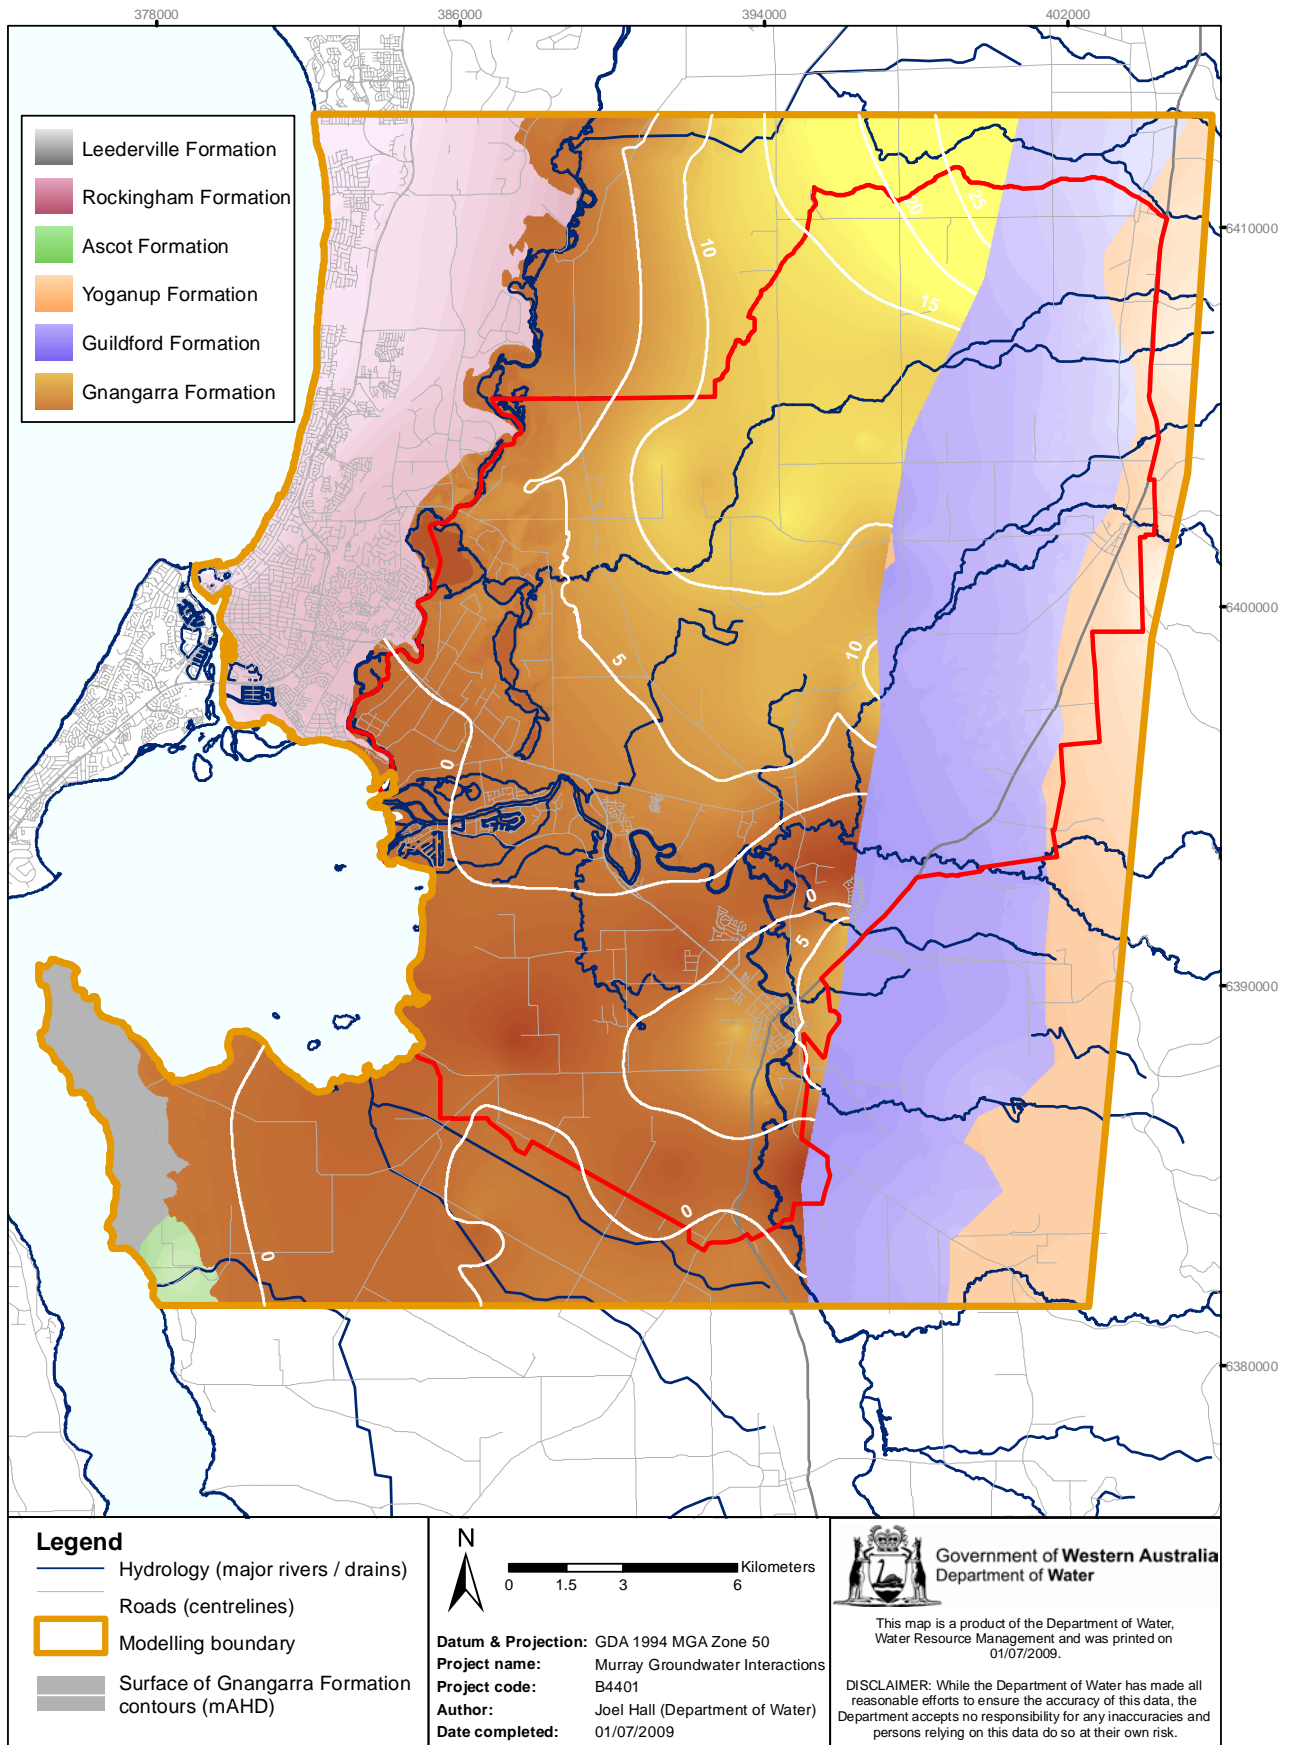 378000
386000
394000
402000
Leederville Formation
Rockingham Formation
Ascot Formation
Yoganup Formation
Guildford Formation
Gnangarra Formation
10
20
25
15
6410000
6400000
5
10
0
0
5
6390000
0
0
6380000
Legend
Hydrology (major rivers / drains)
Roads (centrelines)
Modelling boundary
Surface of Gnangarra Formation
contours (mAHD)
N
Kilometers
0 1.5 3 6
Datum & Projection: GDA 1994 MGA Zone 50
Project name: Murray Groundwater Interactions
Project code: B4401
Author: Joel Hall (Department of Water)
Date completed: 01/07/2009
Government of Western Australia
Department of Water
This map is a product of the Department of Water,
Water Resource Management and was printed on
01/07/2009.
DISCLAIMER: While the Department of Water has made all
reasonable efforts to ensure the accuracy of this data, the
Department accepts no responsibility for any inaccuracies and
persons relying on this data do so at their own risk.